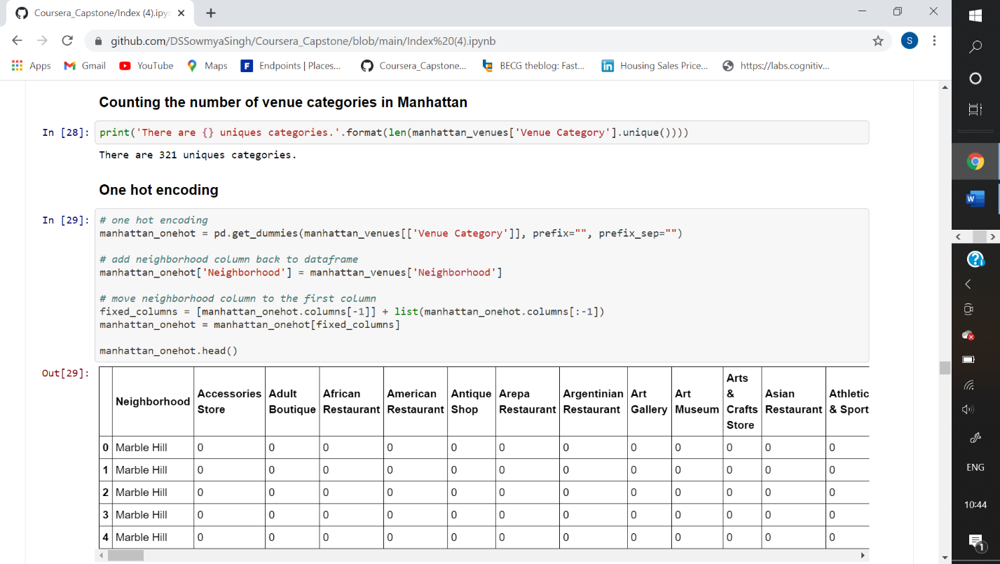 Coursera_Capstone/Index (4).ipyn
github.com/DSSowmyaSingh/Coursera_Capstone/blob/main/Index%20(4).ipynb
S
Apps Gmail YouTube Maps F Endpoints | Places... Coursera_Capstone... BECG theblog: Fast... in Housing Sales Price... https://labs.cognitiv...
Counting the number of venue categories in Manhattan
In [28]: print('There are {} uniques categories.'.format(len(manhattan_venues['Venue Category'].unique())))
There are 321 uniques categories.
One hot encoding
In [29]: # one hot encoding
manhattan_onehot = pd.get_dummies(manhattan_venues[['Venue Category']], prefix="", prefix_sep="")
# add neighborhood column back to dataframe
manhattan_onehot['Neighborhood'] = manhattan_venues['Neighborhood']
# move neighborhood column to the first column
fixed_columns = [manhattan_onehot.columns[-1]] + list(manhattan_onehot.columns[:-1])
manhattan_onehot = manhattan_onehot[fixed_columns]
manhattan_onehot.head()
Out[29]:
Neighborhood Accessories Store Adult Boutique African Restaurant American Restaurant Antique Shop Arepa Restaurant Argentinian Restaurant Art Gallery Art Museum Arts & Crafts Store Asian Restaurant Athletic & Sport
0 Marble Hill 0 0 0 0 0 0 0 0 0 0 0 0
1 Marble Hill 0 0 0 0 0 0 0 0 0 0 0 0
2 Marble Hill 0 0 0 0 0 0 0 0 0 0 0 0
3 Marble Hill 0 0 0 0 0 0 0 0 0 0 0 0
4 Marble Hill 0 0 0 0 0 0 0 0 0 0 0 0
W
ENG
10:44
1